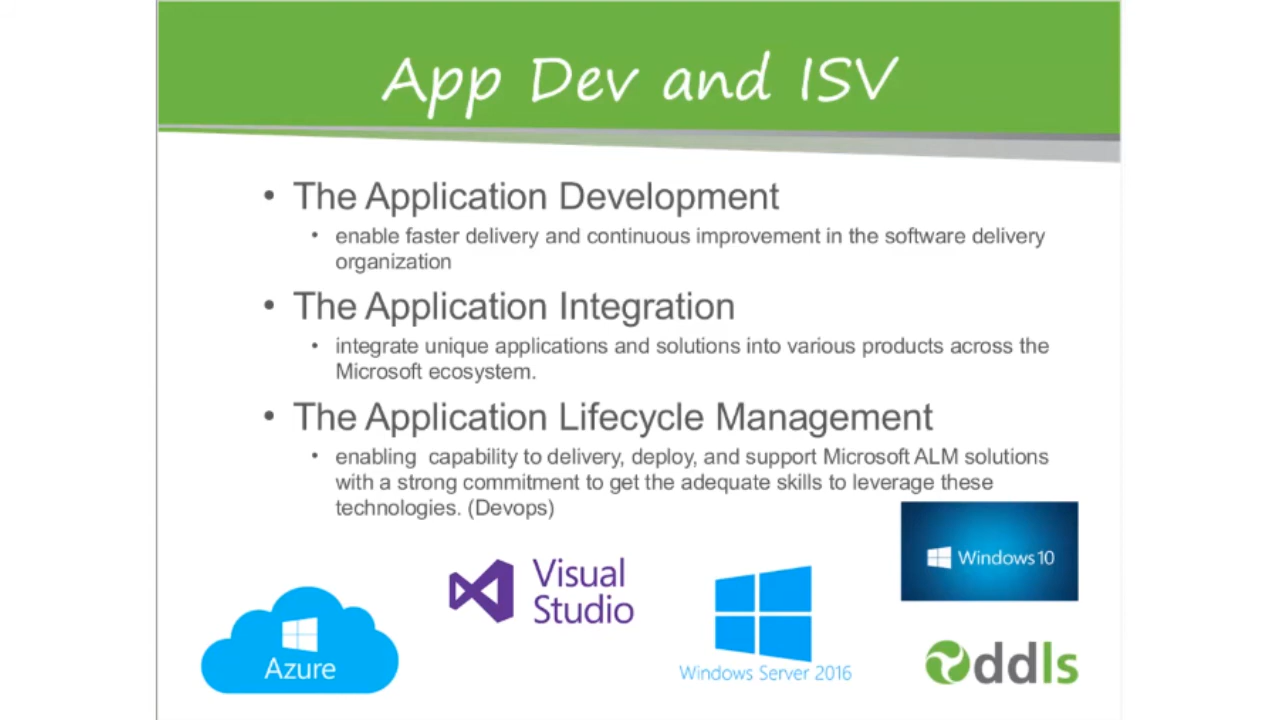 App Dev and ISV
• The Application Development
• enable faster delivery and continuous improvement in the software delivery
organization
• The Application Integration
• integrate unique applications and solutions into various products across the
Microsoft ecosystem.
• The Application Lifecycle Management
• enabling  capability to delivery, deploy, and support Microsoft ALM solutions
with a strong commitment to get the adequate skills to leverage these
technologies. (Devops)
Windows 10
Visual
Studio
Azure
Windows Server 2016
ddls